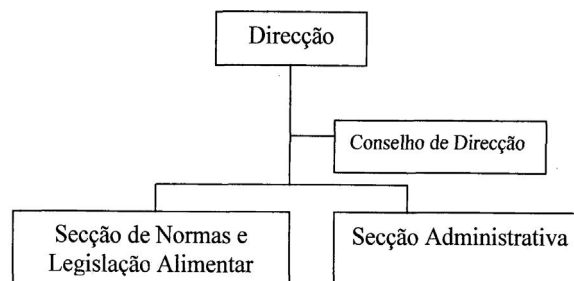 Direcção
Conselho de Direcção
Secção de Normas e
Legislação Alimentar
Secção Administrativa